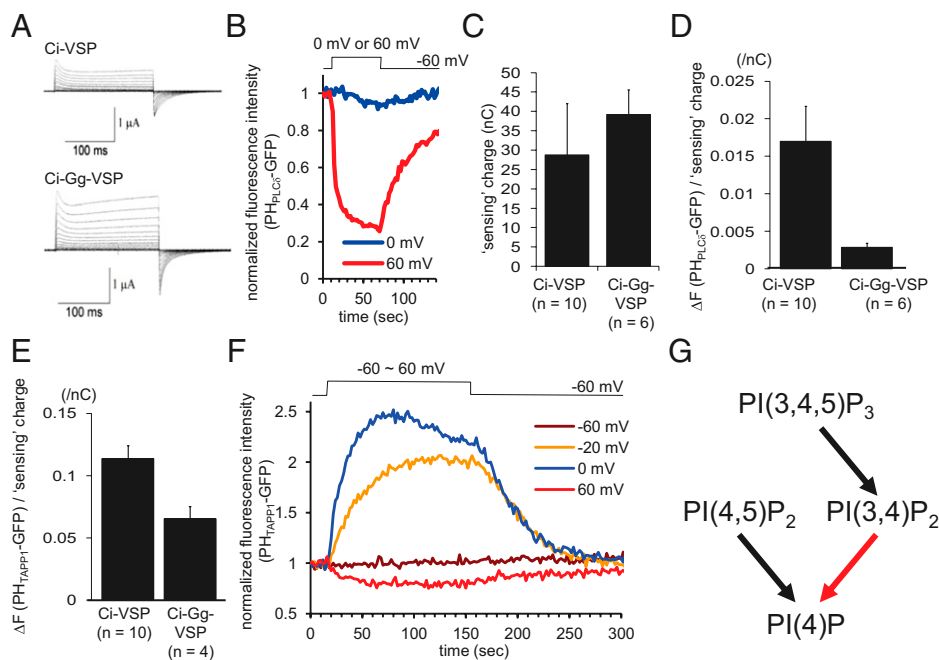 A
Ci-VSP
1 μA
100 ms
Ci-Gg-VSP
1 μA
100 ms
B
0 mV or 60 mV
-60 mV
normalized fluorescence intensity
(PHPLCδ-GFP)
1
0.8
0.6
0.4
0.2
0
0 mV
60 mV
0
50
100
time (sec)
C
'sensing' charge (nC)
50
45
40
35
30
25
20
15
10
5
0
Ci-VSP
(n = 10)
Ci-Gg-
VSP
(n = 6)
D
(/nC)
ΔF (PHPLCδ-GFP) / 'sensing' charge
0.025
0.02
0.015
0.01
0.005
0
Ci-VSP
(n = 10)
Ci-Gg-VSP
(n = 6)
E
(/nC)
ΔF (PHTAPP1-GFP) / 'sensing' charge
0.15
0.1
0.05
0
Ci-VSP
(n = 10)
Ci-Gg-
VSP
(n = 4)
F
-60 ~ 60 mV
-60 mV
normalized fluorescence intensity
(PHTAPP1-GFP)
2.5
2
1.5
1
0.5
-60 mV
-20 mV
0 mV
60 mV
0
50
100
150
200
250
300
time (sec)
G
PI(3,4,5)P3
PI(4,5)P2
PI(3,4)P2
PI(4)P